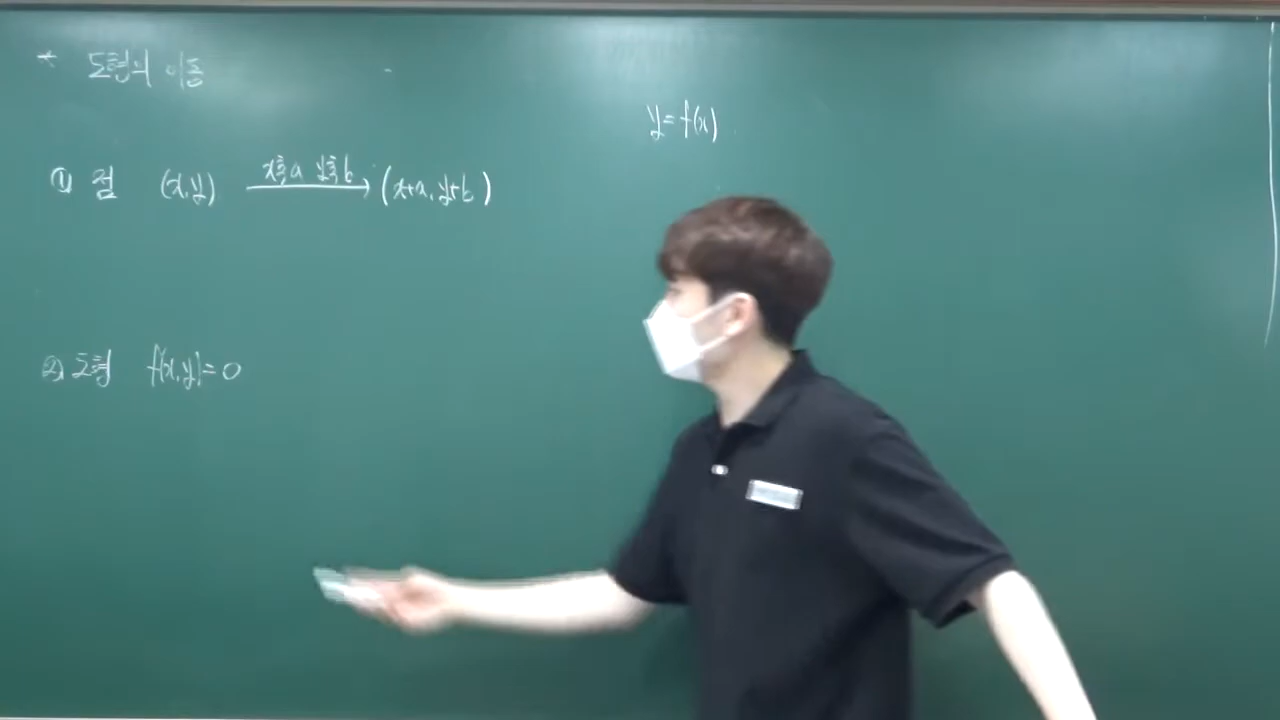 * 도형의 이동
y=f(x)
① 점 (x,y) x축a y축b → (x+a, y+b)
② 도형 f(x,y)=0